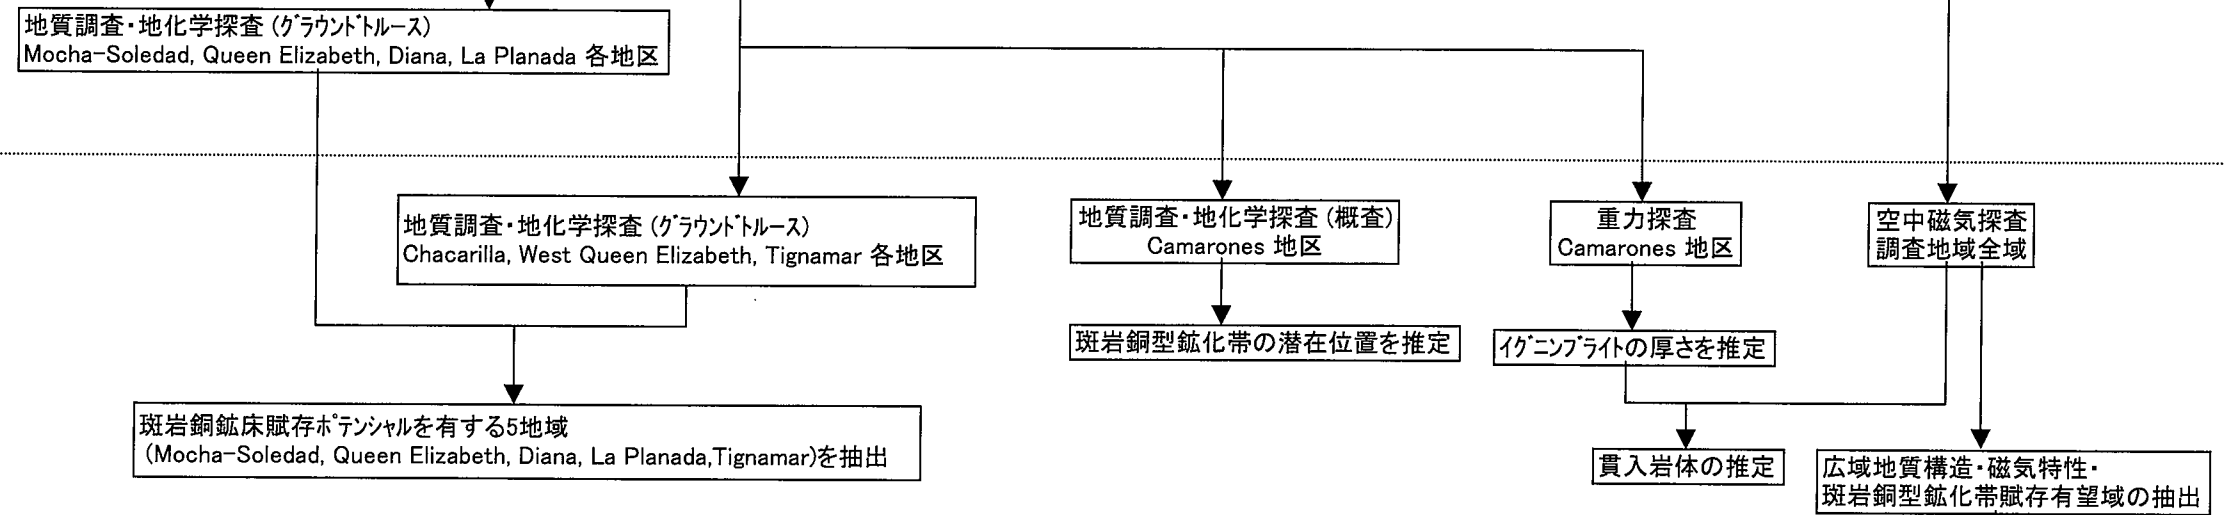 地質調査・地化学探査(グラウンドトルース)
Mocha-Soledad, Queen Elizabeth, Diana, La Planada 各地区
地質調査・地化学探査(グラウンドトルース)
Chacarilla, West Queen Elizabeth, Tignamar 各地区
地質調査・地化学探査(概査)
Camarones 地区
重力探査
Camarones 地区
空中磁気探査
調査地域全域
斑岩銅型鉱化帯の潜在位置を推定
イグニンブライトの厚さを推定
斑岩銅鉱床賦存ポテンシャルを有する5地域
(Mocha-Soledad, Queen Elizabeth, Diana, La Planada,Tignamar)を抽出
貫入岩体の推定
広域地質構造・磁気特性・
斑岩銅型鉱化帯賦存有望域の抽出